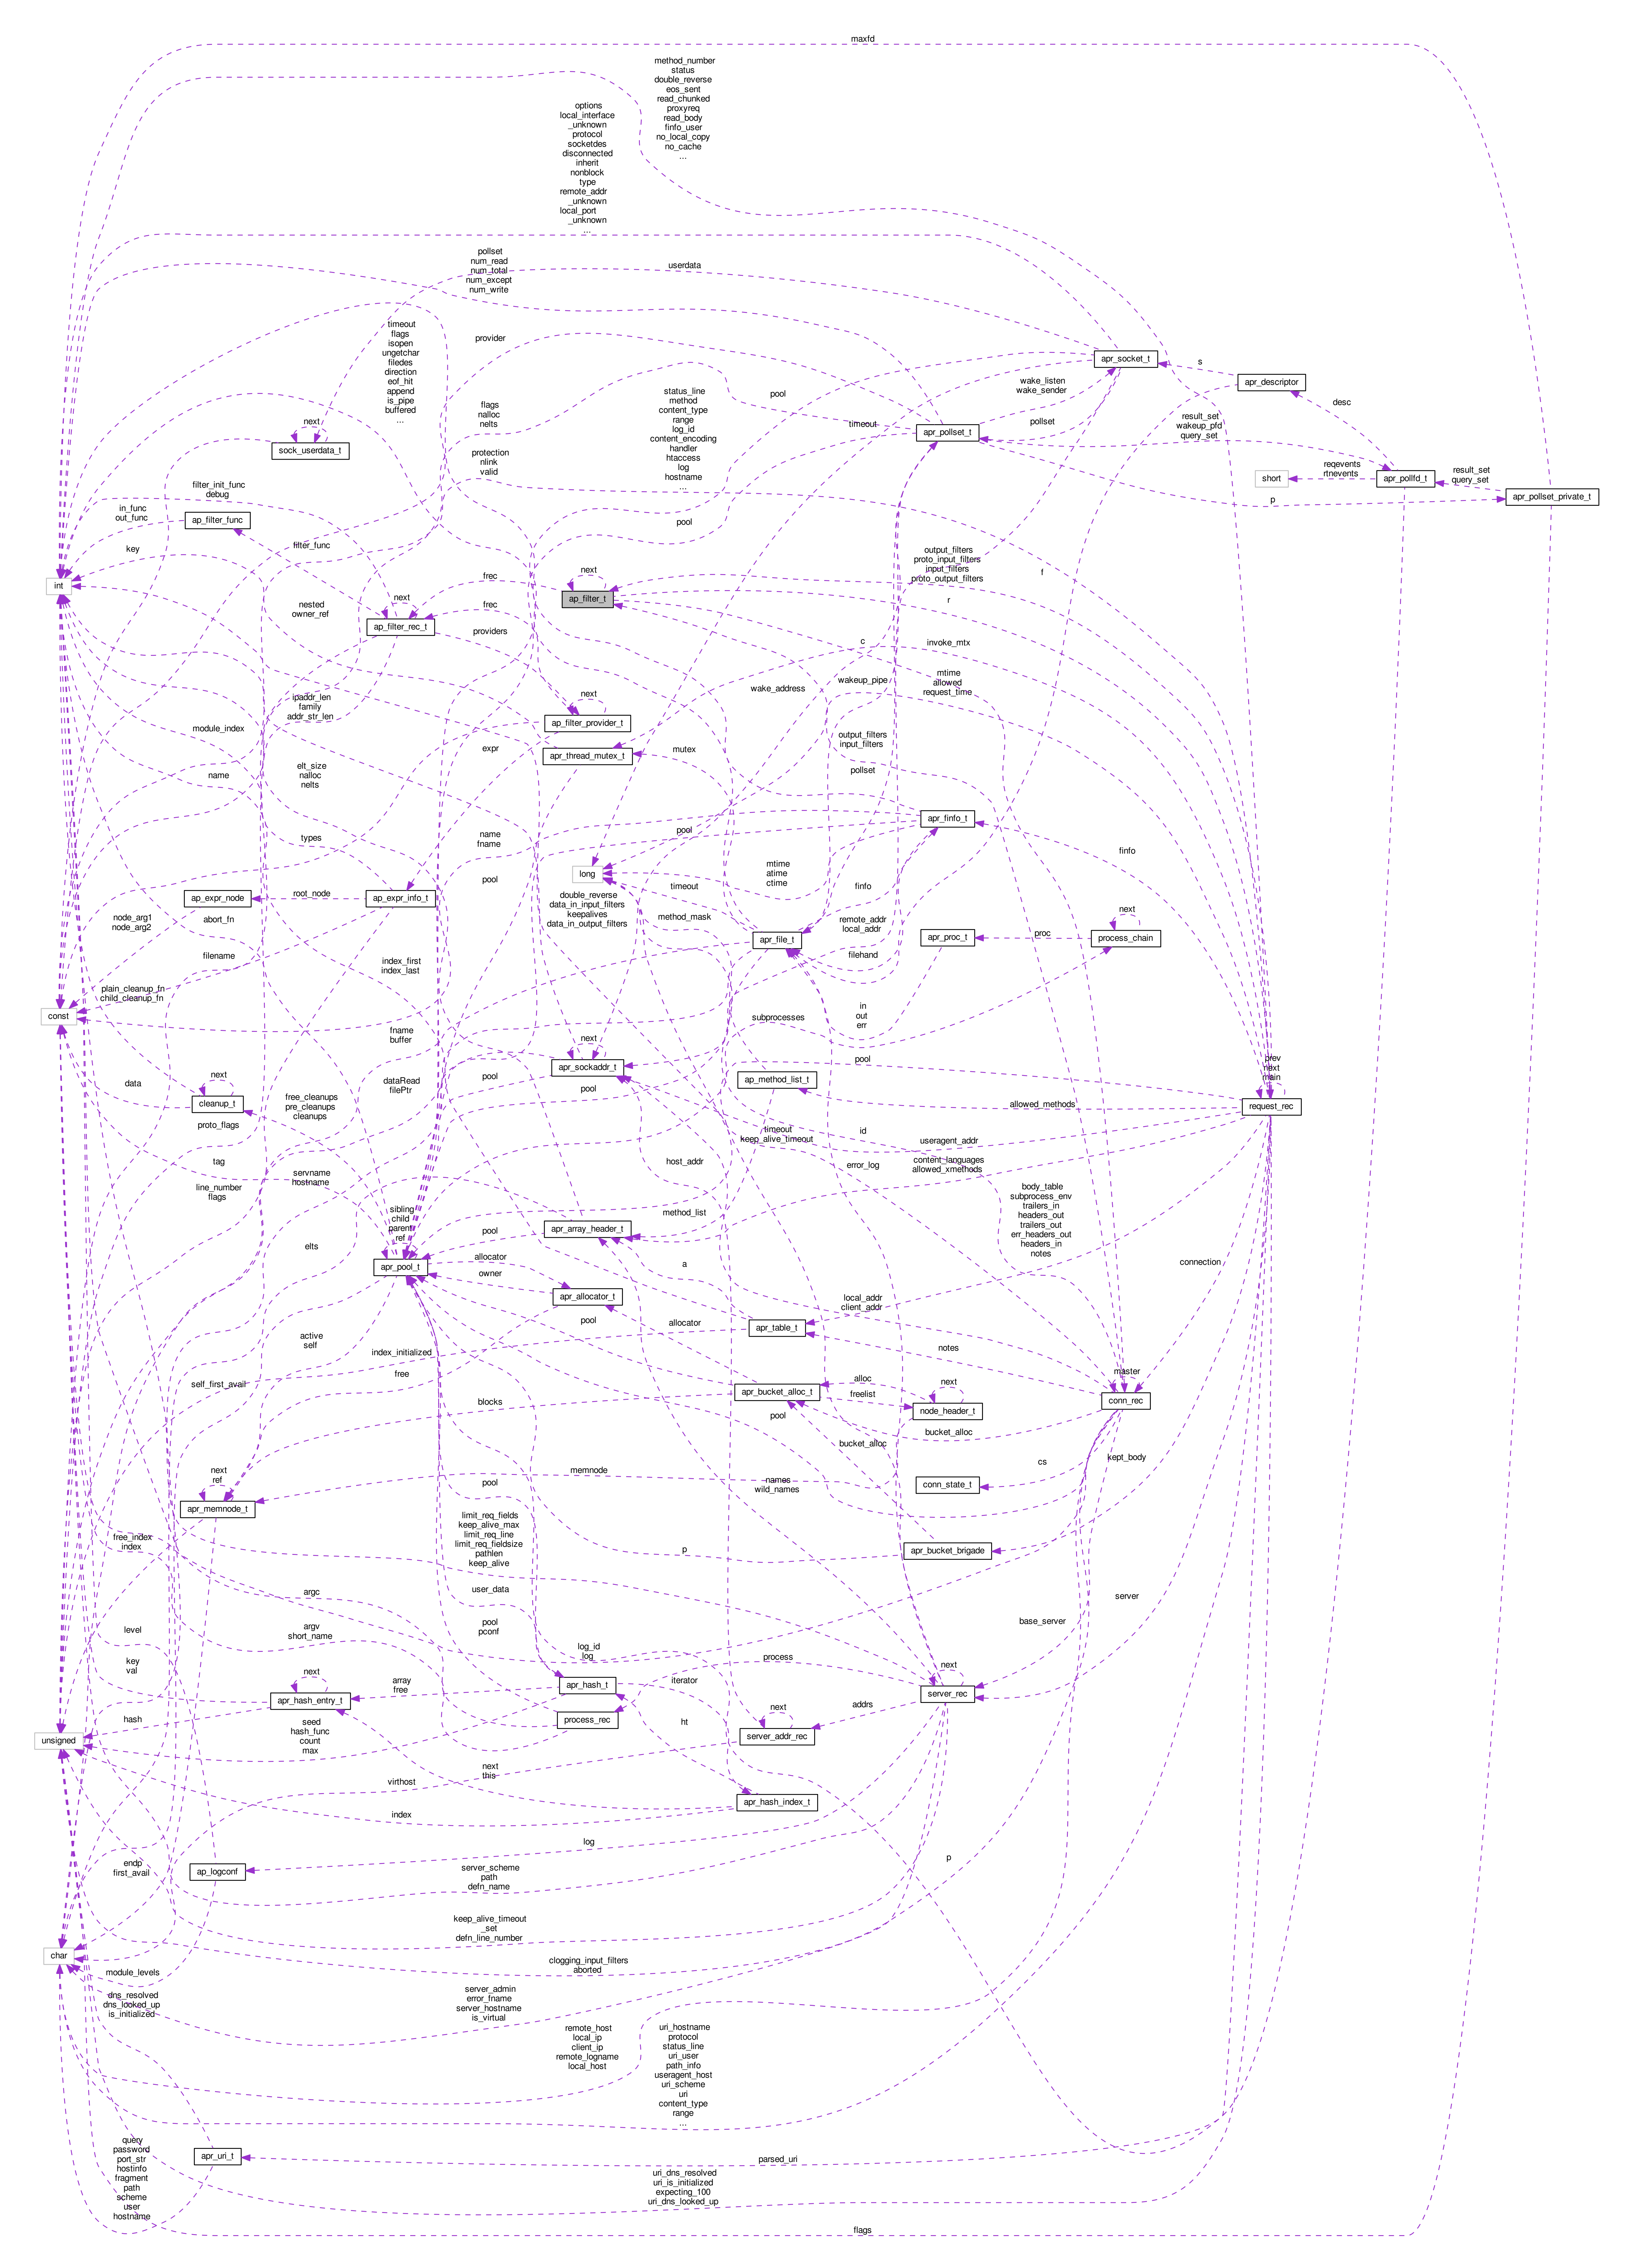 maxfd
method_number
status
double_reverse
eos_sent
read_chunked
proxyreq
read_body
finfo_user
no_local_copy
no_cache
...
options
local_interface
_unknown
protocol
socketdes
disconnected
inherit
nonblock
type
remote_addr
_unknown
local_port
_unknown
...
pollset
num_read
num_total
num_except
num_write
userdata
timeout
flags
isopen
ungetchar
filedes
direction
eof_hit
append
is_pipe
buffered
...
provider
apr_socket_t
s
apr_descriptor
wake_listen
wake_sender
desc
pool
status_line
method
content_type
range
log_id
content_encoding
handler
htaccess
log
hostname
...
flags
nalloc
nelts
timeout
apr_pollset_t
pollset
result_set
wakeup_pfd
query_set
next
sock_userdata_t
protection
nlink
valid
reqevents
rtnevents
short
apr_pollfd_t
result_set
query_set
apr_pollset_private_t
p
filter_init_func
debug
in_func
out_func
ap_filter_func
pool
key
filter_func
output_filters
proto_input_filters
input_filters
proto_output_filters
f
int
frec
next
ap_filter_t
r
nested
owner_ref
next
ap_filter_rec_t
frec
providers
c
invoke_mtx
mtime
allowed
request_time
wakeup_pipe
wake_address
ipaddr_len
family
addr_str_len
next
ap_filter_provider_t
module_index
expr
apr_thread_mutex_t
mutex
output_filters
input_filters
pollset
name
elt_size
nalloc
nelts
apr_finfo_t
types
name
fname
pool
finfo
pool
long
mtime
atime
ctime
timeout
finfo
ap_expr_node
root_node
ap_expr_info_t
double_reverse
data_in_input_filters
keepalives
data_in_output_filters
method_mask
node_arg1
node_arg2
abort_fn
remote_addr
local_addr
next
process_chain
proc
apr_proc_t
apr_file_t
filename
index_first
index_last
filehand
plain_cleanup_fn
child_cleanup_fn
const
in
out
err
subprocesses
fname
buffer
next
apr_sockaddr_t
pool
prev
next
main
request_rec
data
next
cleanup_t
dataRead
filePtr
pool
pool
ap_method_list_t
allowed_methods
free_cleanups
pre_cleanups
cleanups
proto_flags
timeout
keep_alive_timeout
id
useragent_addr
tag
host_addr
error_log
content_languages
allowed_xmethods
servname
hostname
line_number
flags
body_table
subprocess_env
trailers_in
headers_out
trailers_out
err_headers_out
headers_in
notes
sibling
child
parent
ref
apr_pool_t
pool
apr_array_header_t
method_list
elts
allocator
owner
a
connection
apr_allocator_t
local_addr
client_addr
pool
allocator
apr_table_t
active
self
index_initialized
notes
free
master
conn_rec
self_first_avail
alloc
apr_bucket_alloc_t
freelist
next
node_header_t
blocks
pool
bucket_alloc
bucket_alloc
kept_body
cs
memnode
conn_state_t
next
ref
apr_memnode_t
pool
names
wild_names
limit_req_fields
keep_alive_max
limit_req_line
limit_req_fieldsize
pathlen
keep_alive
free_index
index
p
apr_bucket_brigade
user_data
argc
server
argv
short_name
pool
pconf
base_server
level
log_id
log
process
key
val
next
apr_hash_entry_t
array
free
apr_hash_t
iterator
next
server_rec
addrs
hash
seed
hash_func
count
max
process_rec
ht
next
server_addr_rec
unsigned
virthost
next
this
apr_hash_index_t
index
log
p
endp
first_avail
ap_logconf
server_scheme
path
defn_name
keep_alive_timeout
_set
defn_line_number
char
clogging_input_filters
aborted
module_levels
dns_resolved
dns_looked_up
is_initialized
server_admin
error_fname
server_hostname
is_virtual
remote_host
local_ip
client_ip
remote_logname
local_host
uri_hostname
protocol
status_line
uri_user
path_info
useragent_host
uri_scheme
uri
content_type
range
...
query
password
port_str
hostinfo
fragment
path
scheme
user
hostname
apr_uri_t
parsed_uri
uri_dns_resolved
uri_is_initialized
expecting_100
uri_dns_looked_up
flags